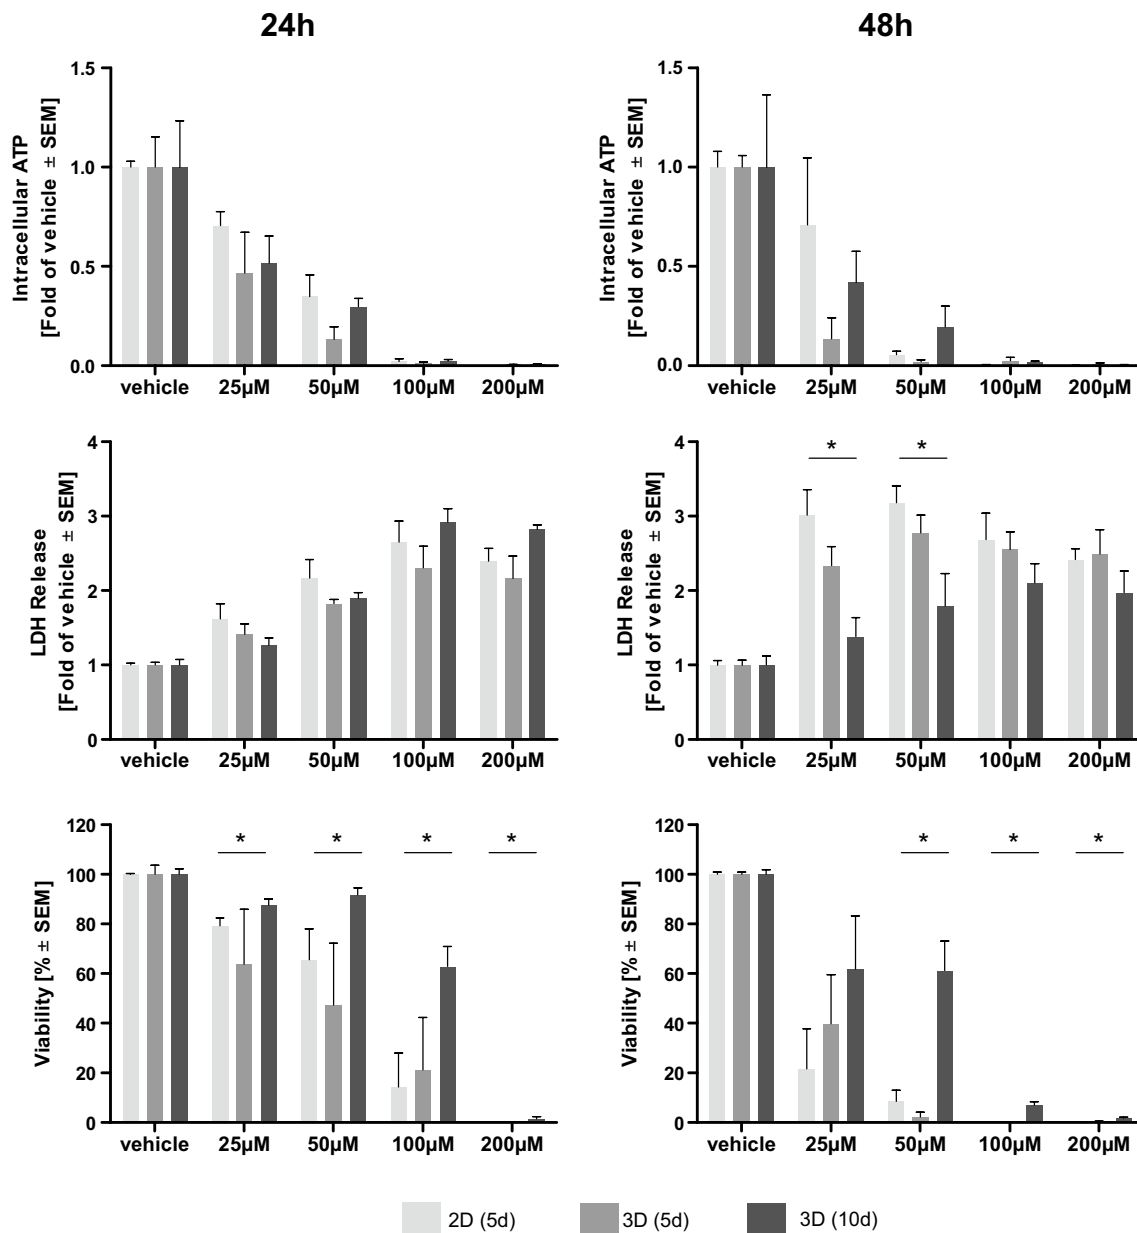 24h
48h
Intracellular ATP
[Fold of vehicle ± SEM]
1.5
1.0
0.5
0.0
vehicle 25µM 50µM 100µM 200µM
Intracellular ATP
[Fold of vehicle ± SEM]
1.5
1.0
0.5
0.0
vehicle 25µM 50µM 100µM 200µM
LDH Release
[Fold of vehicle ± SEM]
4
3
2
1
0
vehicle 25µM 50µM 100µM 200µM
LDH Release
[Fold of vehicle ± SEM]
4
3
2
1
0
* *
vehicle 25µM 50µM 100µM 200µM
Viability [% ± SEM]
120
100
80
60
40
20
0
* * * *
vehicle 25µM 50µM 100µM 200µM
Viability [% ± SEM]
120
100
80
60
40
20
0
* * *
vehicle 25µM 50µM 100µM 200µM
2D (5d) 3D (5d) 3D (10d)